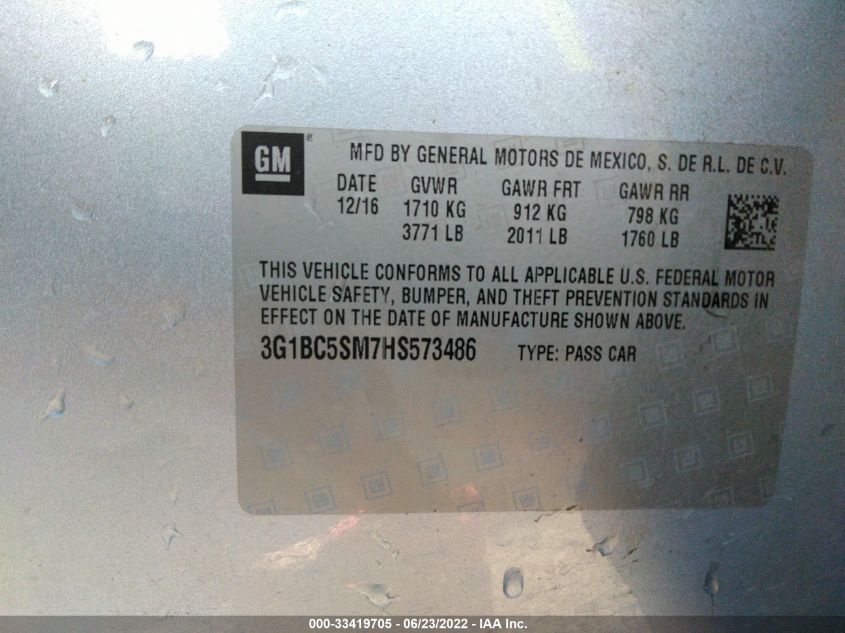 GM ®
MFD BY GENERAL MOTORS DE MEXICO, S. DE R.L. DE C.V.
DATE GVWR GAWR FRT GAWR RR
12/16 1710 KG 912 KG 798 KG
3771 LB 2011 LB 1760 LB
THIS VEHICLE CONFORMS TO ALL APPLICABLE U.S. FEDERAL MOTOR
VEHICLE SAFETY, BUMPER, AND THEFT PREVENTION STANDARDS IN
EFFECT ON THE DATE OF MANUFACTURE SHOWN ABOVE.
3G1BC5SM7HS573486 TYPE: PASS CAR
000-33419705 - 06/23/2022 - IAA Inc.